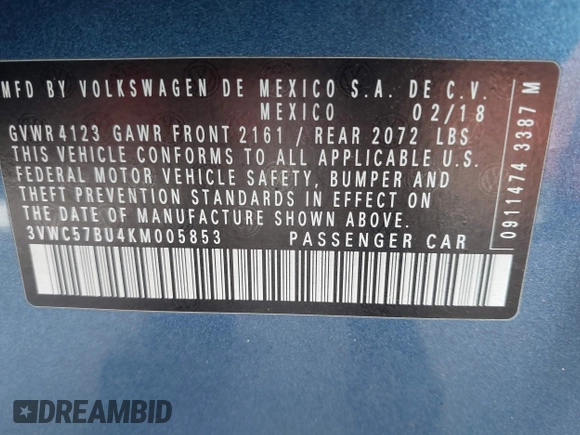 MFD BY VOLKSWAGEN DE MEXICO S.A. DE C.V.
MEXICO 02/18
GVWR 4123 GAWR FRONT 2161 / REAR 2072 LBS
THIS VEHICLE CONFORMS TO ALL APPLICABLE U.S.
FEDERAL MOTOR VEHICLE SAFETY, BUMPER AND
THEFT PREVENTION STANDARDS IN EFFECT ON
THE DATE OF MANUFACTURE SHOWN ABOVE.
3VWC57BU4KM005853 PASSENGER CAR
0911474 3387 M
DREAMBID